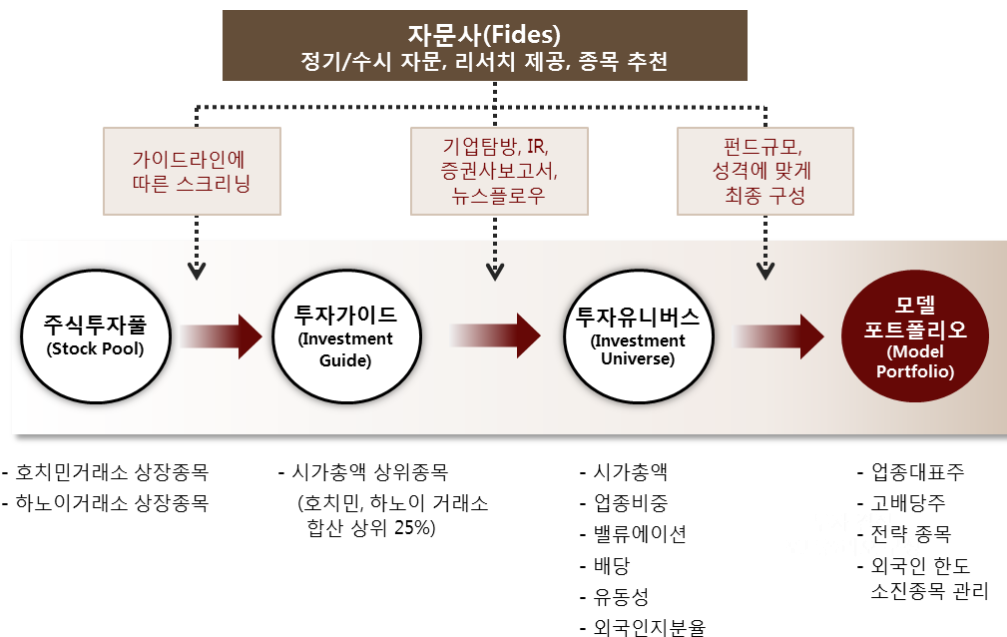 자문사(Fides)
정기/수시 자문, 리서치 제공, 종목 추천
가이드라인에
따른 스크리닝
기업탐방, IR,
증권사보고서,
뉴스플로우
펀드규모,
성격에 맞게
최종 구성
주식투자풀
(Stock Pool)
투자가이드
(Investment
Guide)
투자유니버스
(Investment
Universe)
모델
포트폴리오
(Model
Portfolio)
- 호치민거래소 상장종목
- 하노이거래소 상장종목
- 시가총액 상위종목
(호치민, 하노이 거래소
합산 상위 25%)
- 시가총액
- 업종비중
- 밸류에이션
- 배당
- 유동성
- 외국인지분율
- 업종대표주
- 고배당주
- 전략 종목
- 외국인 한도
소진종목 관리